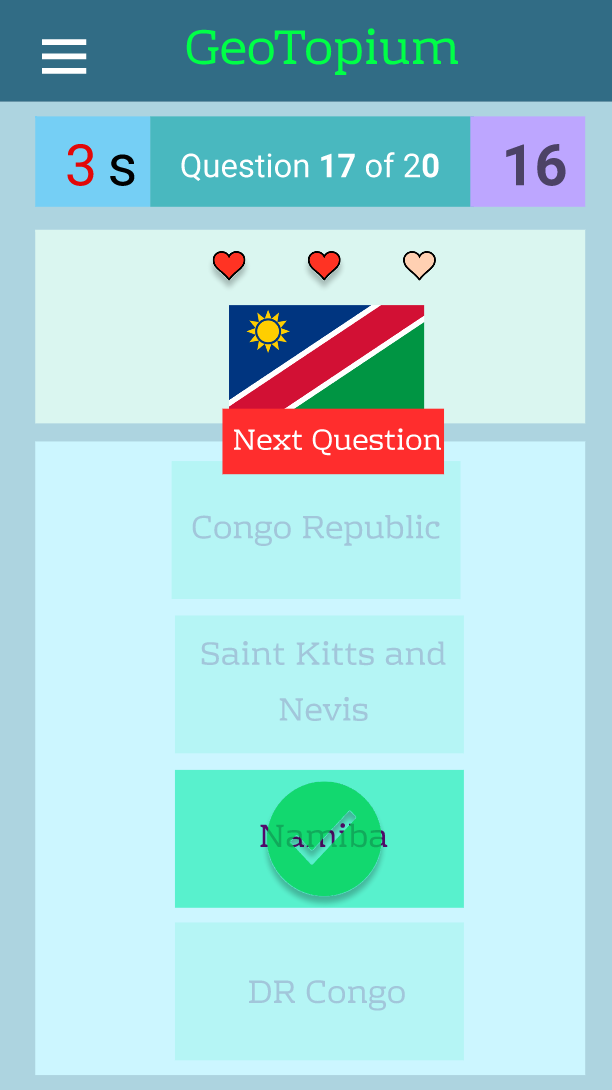 GeoTopium
3 s
Question 17 of 20
16
Next Question
Congo Republic
Saint Kitts and
Nevis
Namiba
DR Congo